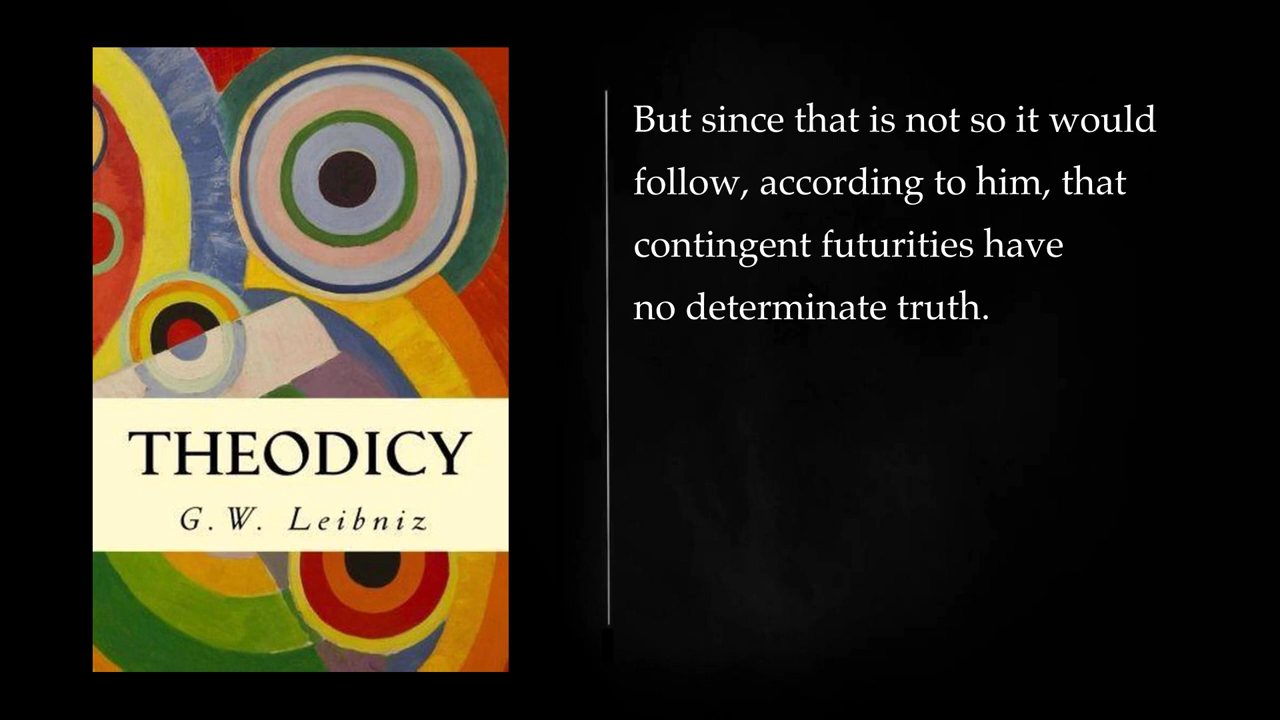 THEODICY
G. W. Leibniz
But since that is not so it would
follow, according to him, that
contingent futurities have
no determinate truth.